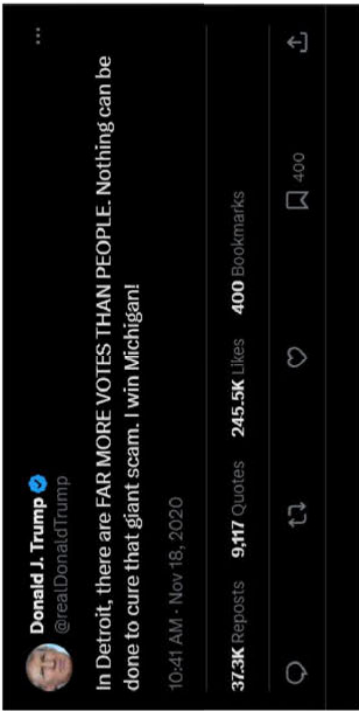 Donald J. Trump
@realDonaldTrump
In Detroit, there are FAR MORE VOTES THAN PEOPLE. Nothing can be
done to cure that giant scam. I win Michigan!
10:41 AM · Nov 18, 2020
37.3K Reposts 9,117 Quotes 245.5K Likes 400 Bookmarks
400